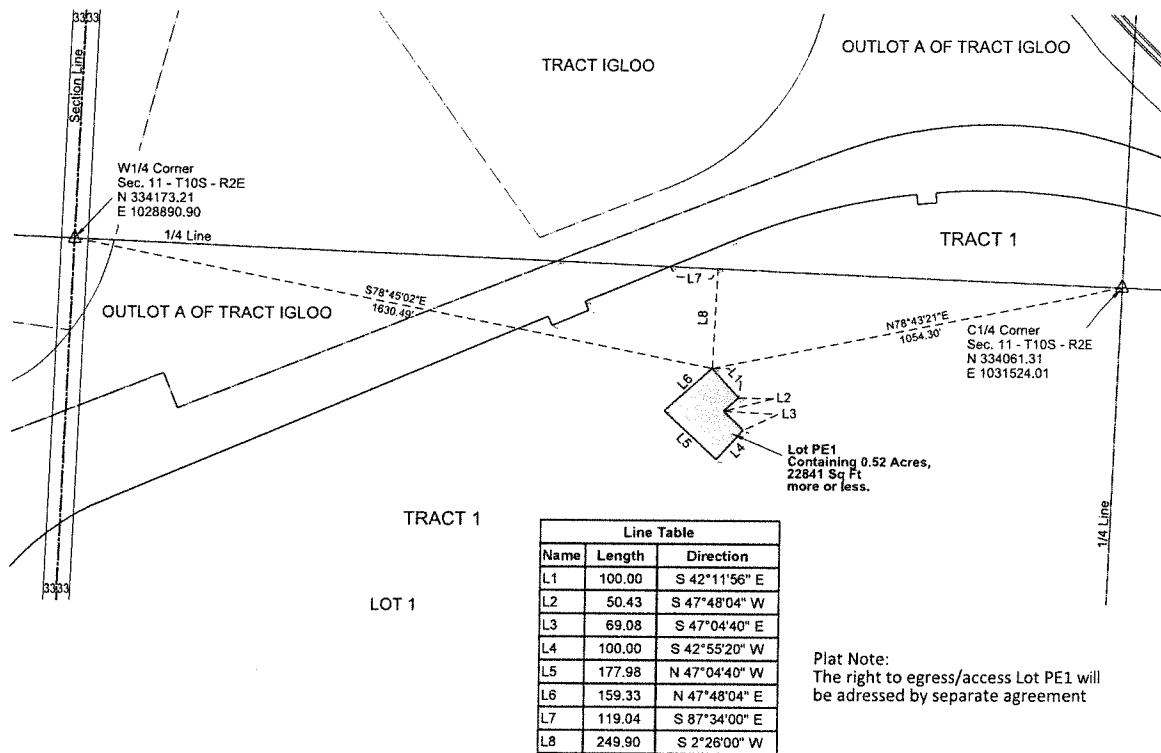 33 33
Section Line
TRACT IGLOO
OUTLOT A OF TRACT IGLOO
W1/4 Corner
Sec. 11 - T10S - R2E
N 334173.21
E 1028890.90
1/4 Line
TRACT 1
L7
S78°45'02"E
1630.49'
OUTLOT A OF TRACT IGLOO
L8
N78°43'21"E
1054.30'
C1/4 Corner
Sec. 11 - T10S - R2E
N 334061.31
E 1031524.01
L6
L1
L2
L3
L5
L4
Lot PE1
Containing 0.52 Acres,
22841 Sq Ft
more or less.
TRACT 1
1/4 Line
33 33
LOT 1
Line Table
Name Length Direction
L1 100.00 S 42°11'56" E
L2 50.43 S 47°48'04" W
L3 69.08 S 47°04'40" E
L4 100.00 S 42°55'20" W
L5 177.98 N 47°04'40" W
L6 159.33 N 47°48'04" E
L7 119.04 S 87°34'00" E
L8 249.90 S 2°26'00" W
Plat Note:
The right to egress/access Lot PE1 will
be adressed by separate agreement